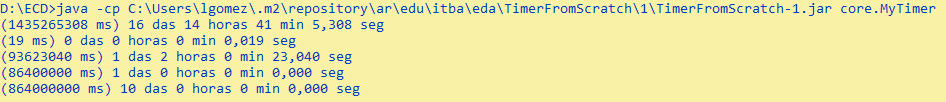 D:\ECD>java -cp C:\Users\lgomez\.m2\repository\ar\edu\itba\eda\TimerFromScratch\1\TimerFromScratch-1.jar core.MyTimer
(1435265308 ms) 16 das 14 horas 41 min 5,308 seg
(19 ms) 0 das 0 horas 0 min 0,019 seg
(93623040 ms) 1 das 2 horas 0 min 23,040 seg
(86400000 ms) 1 das 0 horas 0 min 0,000 seg
(864000000 ms) 10 das 0 horas 0 min 0,000 seg